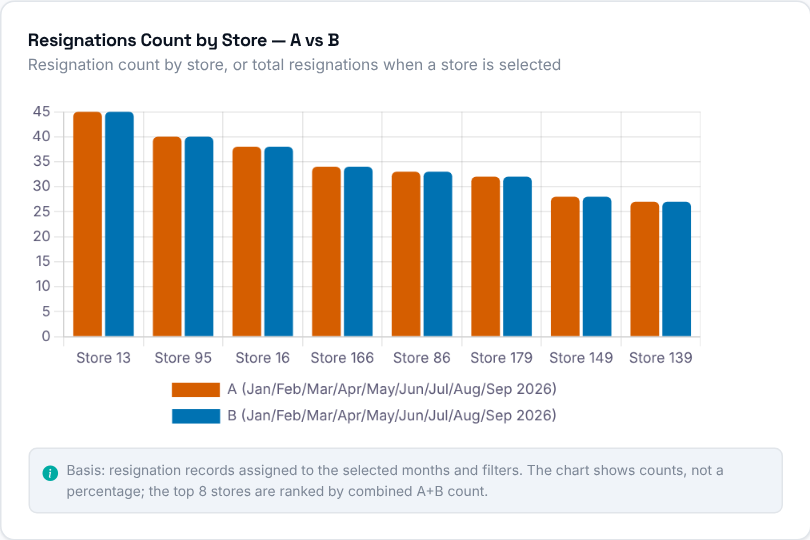 Resignations Count by Store — A vs B
Resignation count by store, or total resignations when a store is selected
45
40
35
30
25
20
15
10
5
0
Store 13 Store 95 Store 16 Store 166 Store 86 Store 179 Store 149 Store 139
A (Jan/Feb/Mar/Apr/May/Jun/Jul/Aug/Sep 2026)
B (Jan/Feb/Mar/Apr/May/Jun/Jul/Aug/Sep 2026)
i Basis: resignation records assigned to the selected months and filters. The chart shows counts, not a
percentage; the top 8 stores are ranked by combined A+B count.